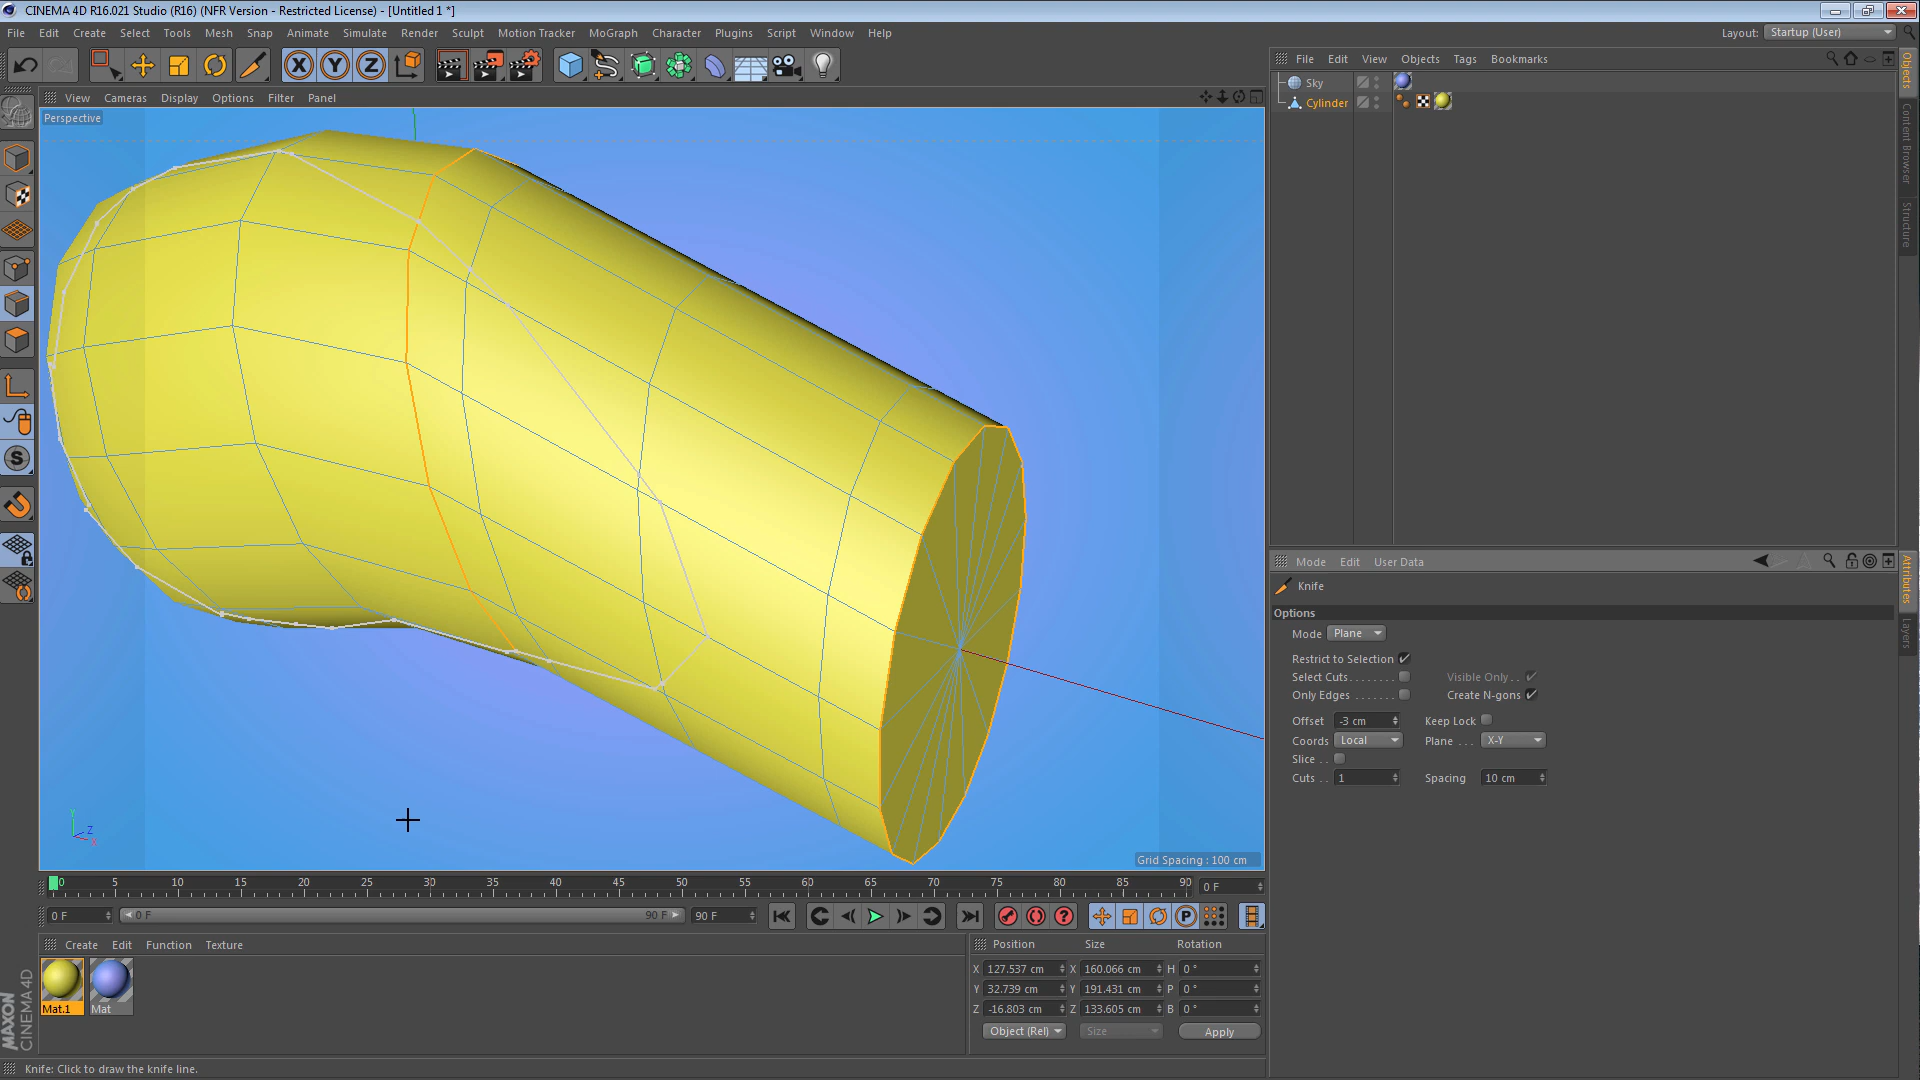 CINEMA 4D R16.021 Studio (R16) (NFR Version - Restricted License) - [Untitled 1 *]
File Edit Create Select Tools Mesh Snap Animate Simulate Render Sculpt Motion Tracker MoGraph Character Plugins Script Window Help
Layout: Startup (User)
X Y Z
File Edit View Objects Tags Bookmarks
View Cameras Display Options Filter Panel
Perspective
Sky
Cylinder
Objects
Content Browser
Structure
S
Mode Edit User Data
Knife
Options
Mode Plane
Restrict to Selection
Select Cuts Visible Only
Only Edges Create N-gons
Offset -3 cm Keep Lock
Coords Local Plane X-Y
Slice
Cuts 1 Spacing 10 cm
Attributes
Layers
Y Z X
Grid Spacing : 100 cm
0 5 10 15 20 25 30 35 40 45 50 55 60 65 70 75 80 85 90 0 F
0 F 0 F 90 F 90 F P
Create Edit Function Texture
Mat.1 Mat
Position Size Rotation
X 127.537 cm X 160.066 cm H 0 °
Y 32.739 cm Y 191.431 cm P 0 °
Z -16.803 cm Z 133.605 cm B 0 °
Object (Rel) Size Apply
MAXON
CINEMA 4D
Knife: Click to draw the knife line.